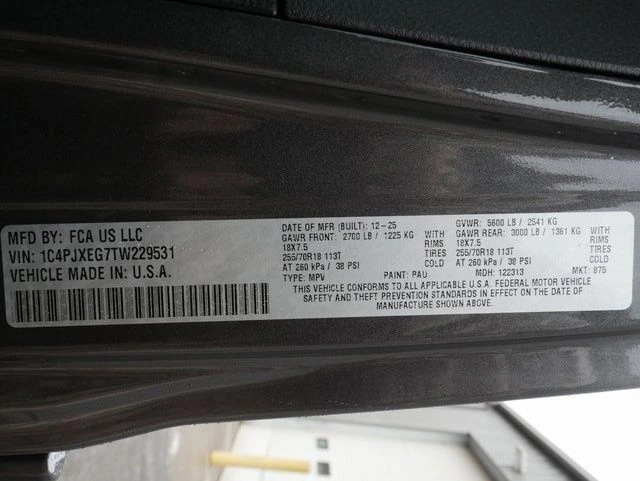 MFD BY: FCA US LLC
VIN: 1C4PJXEG7TW229531
VEHICLE MADE IN: U.S.A.
DATE OF MFR (BUILT): 12-25
GAWR FRONT: 2700 LB / 1225 KG WITH
18X7.5 RIMS
255/70R18 113T TIRES
AT 260 kPa / 38 PSI COLD
TYPE: MPV
PAINT: PAU
GVWR: 5600 LB / 2541 KG
GAWR REAR: 3000 LB / 1361 KG WITH
18X7.5 RIMS
255/70R18 113T TIRES
AT 260 kPa / 38 PSI COLD
MDH: 122313
MKT: 875
THIS VEHICLE CONFORMS TO ALL APPLICABLE U.S.A. FEDERAL MOTOR VEHICLE
SAFETY AND THEFT PREVENTION STANDARDS IN EFFECT ON THE DATE OF
MANUFACTURE SHOWN ABOVE.